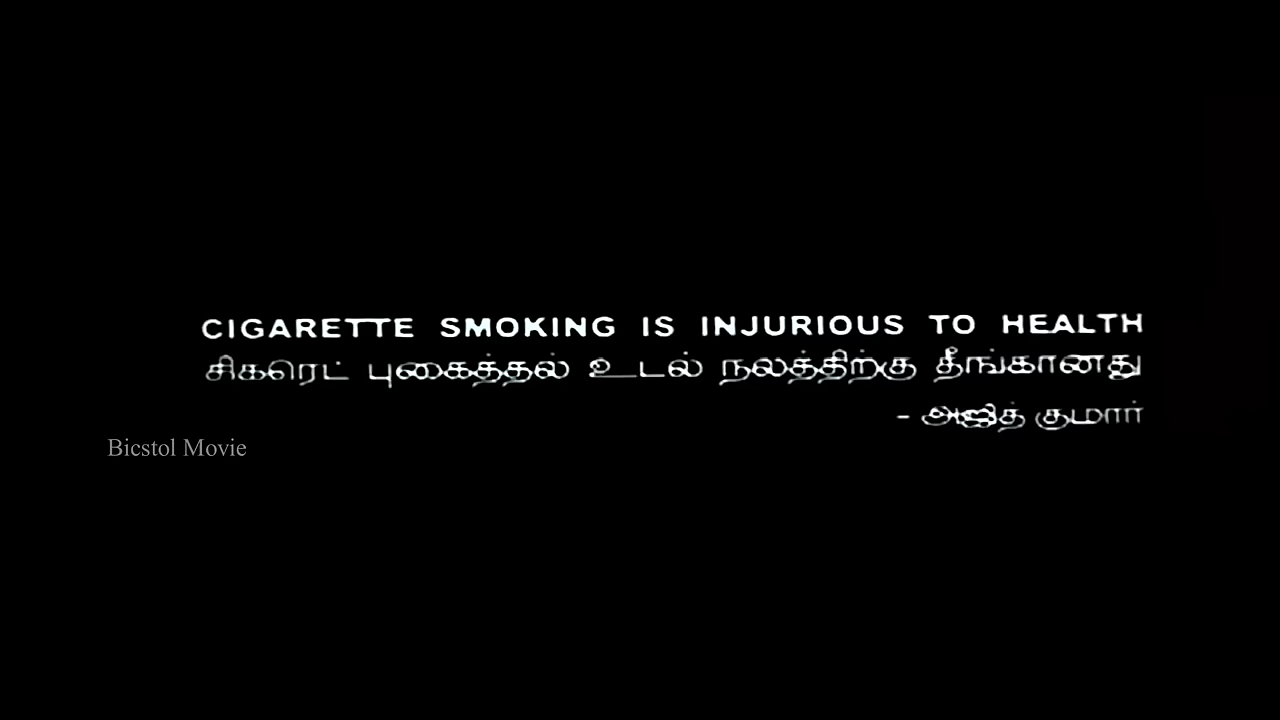 CIGARETTE SMOKING IS INJURIOUS TO HEALTH
சிகரெட் புகைத்தல் உடல் நலத்திற்கு தீங்கானது
- அஜித் குமார்
Bicstol Movie